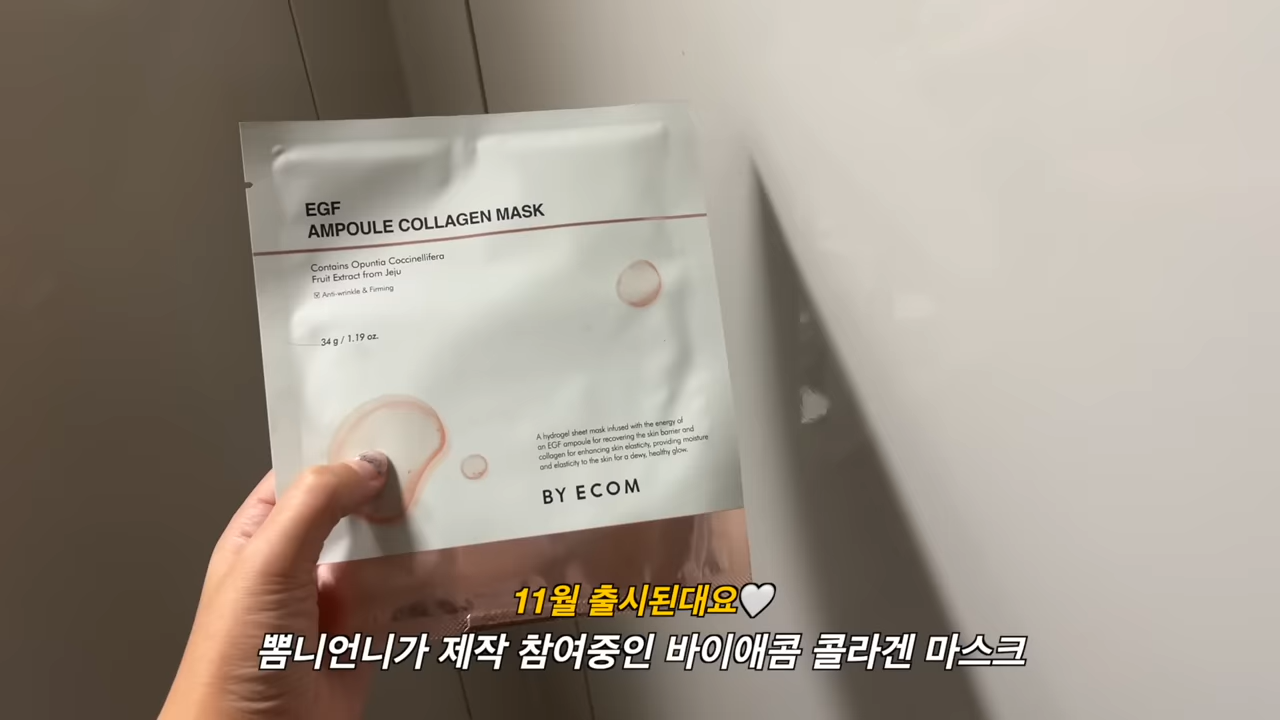 EGF
AMPOULE COLLAGEN MASK
Contains Opuntia Coccinellifera
Fruit Extract from Jeju
☒ Anti-wrinkle & Firming
34 g / 1.19 oz.
A hydrogel sheet mask infused with the energy of
an EGF ampoule for recovering the skin barrier and
collagen for enhancing skin elasticity, providing moisture
and elasticity to the skin for a dewy, healthy glow.
BY ECOM
11월 출시된대요🤍
뽐니언니가 제작 참여중인 바이애콤 콜라겐 마스크